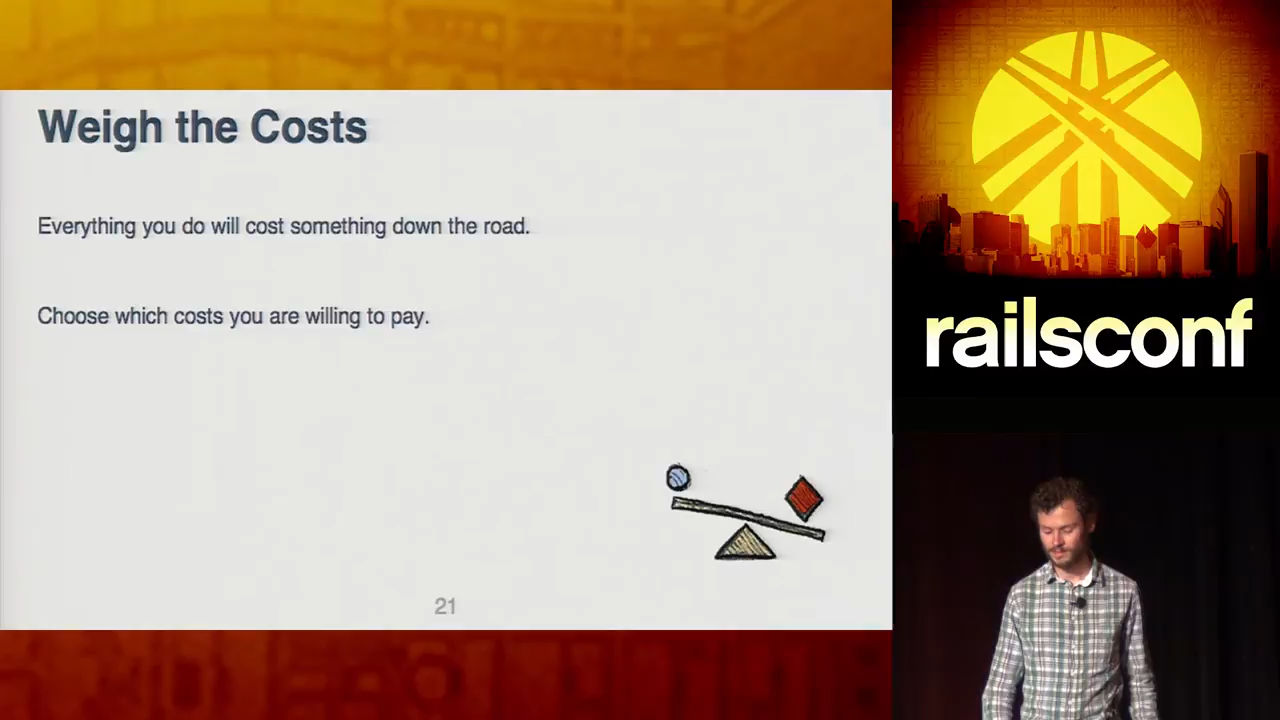 Weigh the Costs
Everything you do will cost something down the road.
Choose which costs you are willing to pay.
21
railsconf